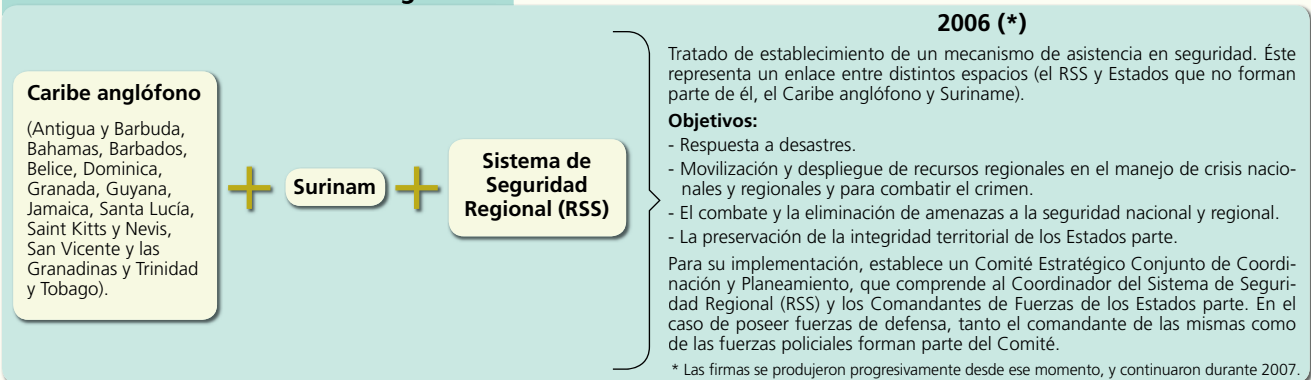 Caribe anglófono
(Antigua y Barbuda,
Bahamas, Barbados,
Belice, Dominica,
Granada, Guyana,
Jamaica, Santa Lucía,
Saint Kitts y Nevis,
San Vicente y las
Granadinas y Trinidad
y Tobago).
+
Surinam
+
Sistema de
Seguridad
Regional (RSS)
2006 (*)
Tratado de establecimiento de un mecanismo de asistencia en seguridad. Éste
representa un enlace entre distintos espacios (el RSS y Estados que no forman
parte de él, el Caribe anglófono y Suriname).
Objetivos:
- Respuesta a desastres.
- Movilización y despliegue de recursos regionales en el manejo de crisis nacio-
nales y regionales y para combatir el crimen.
- El combate y la eliminación de amenazas a la seguridad nacional y regional.
- La preservación de la integridad territorial de los Estados parte.
Para su implementación, establece un Comité Estratégico Conjunto de Coordi-
nación y Planeamiento, que comprende al Coordinador del Sistema de Seguri-
dad Regional (RSS) y los Comandantes de Fuerzas de los Estados parte. En el
caso de poseer fuerzas de defensa, tanto el comandante de las mismas como
de las fuerzas policiales forman parte del Comité.
* Las firmas se produjeron progresivamente desde ese momento, y continuaron durante 2007.